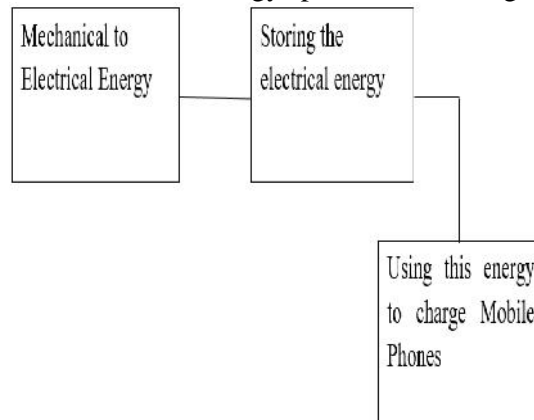 Mechanical to
Electrical Energy
Storing the
electrical energy
Using this energy
to charge Mobile
Phones